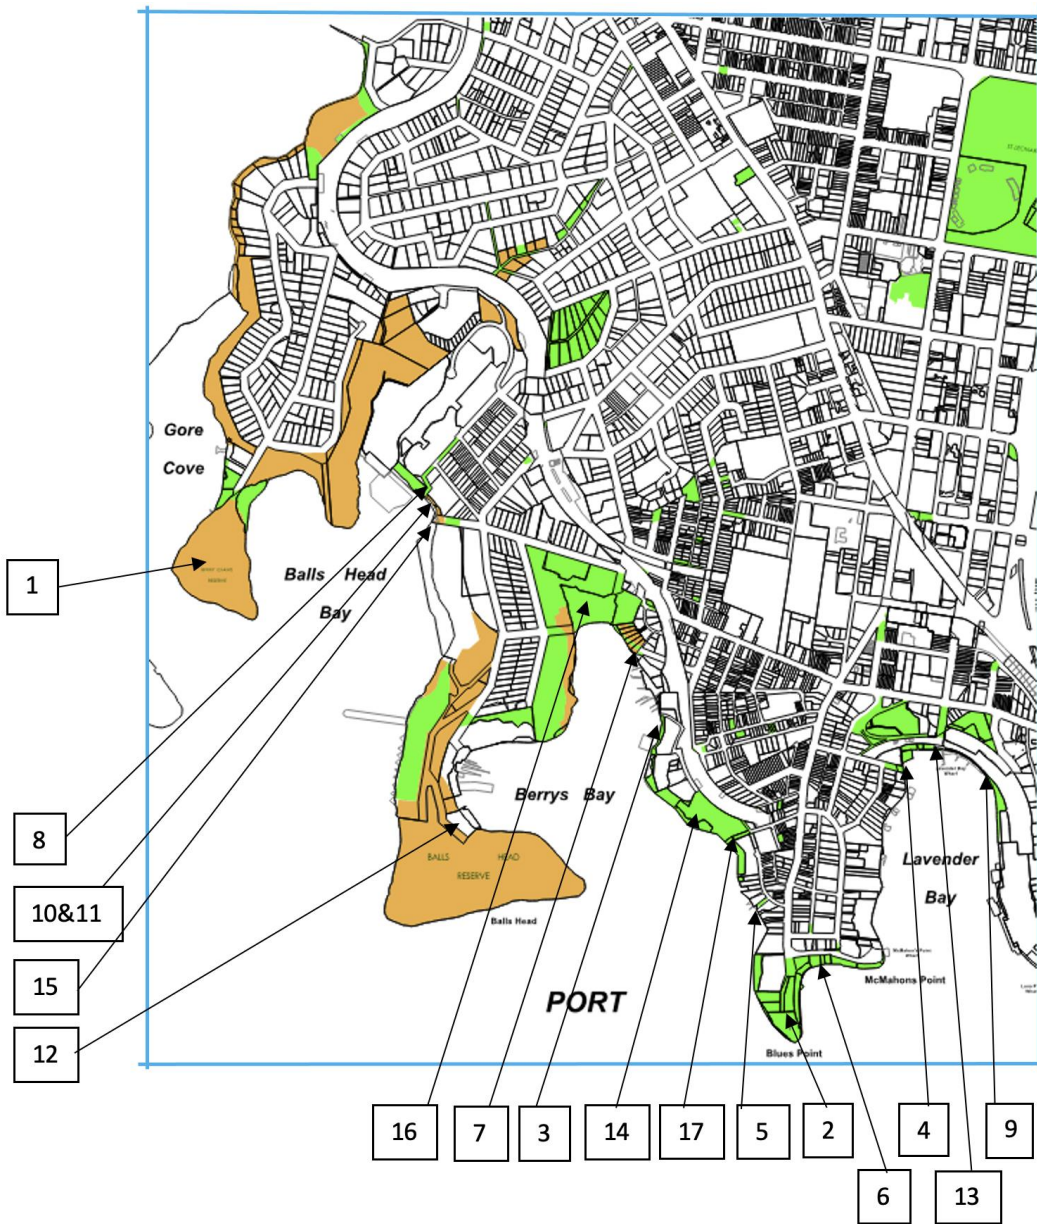 Gore
Cove
1
Balls Head
Bay
8
10&11
15
12
Berrys Bay
BALLS HEAD
RESERVE
Balls Head
PORT
Lavender
Bay
McMahons Point
Blues Point
16
7
3
14
17
5
2
4
9
6
13